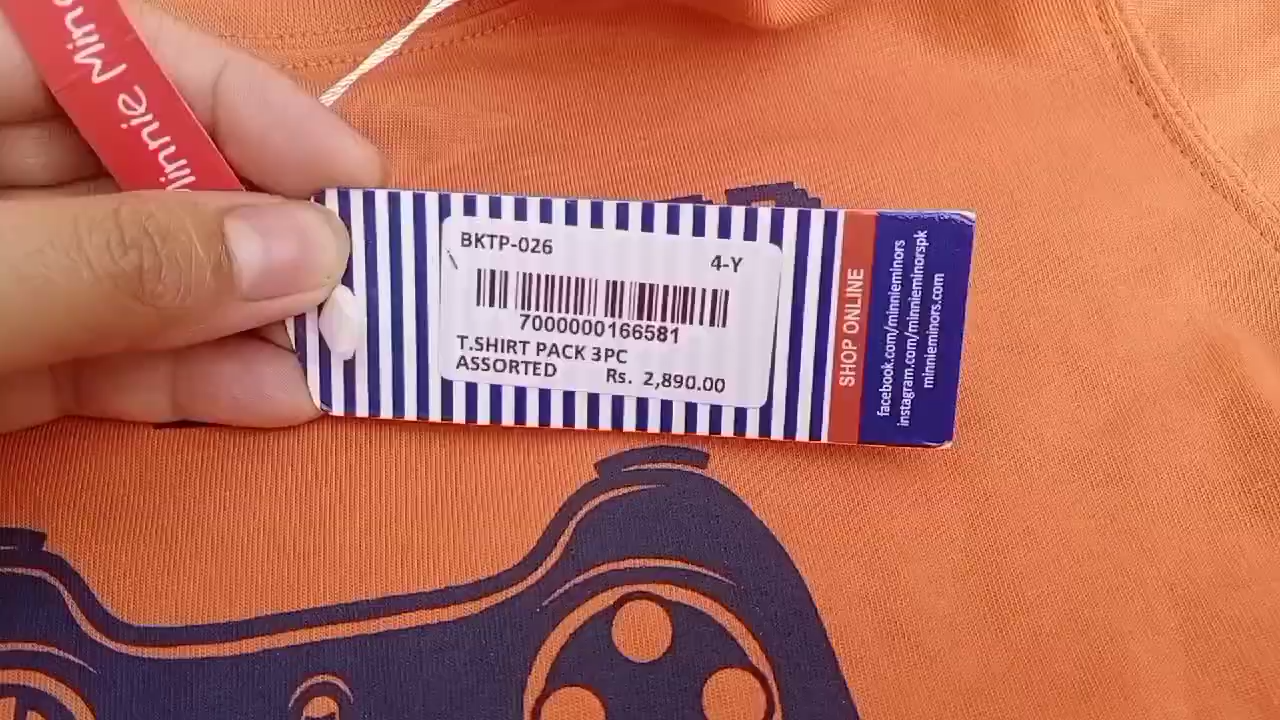 Minnie Mino
BKTP-026
4-Y
7000000166581
T.SHIRT PACK 3PC
ASSORTED Rs. 2,890.00
SHOP ONLINE
facebook.com/minnieminors
instagram.com/minnieminorspk
minnieminors.com